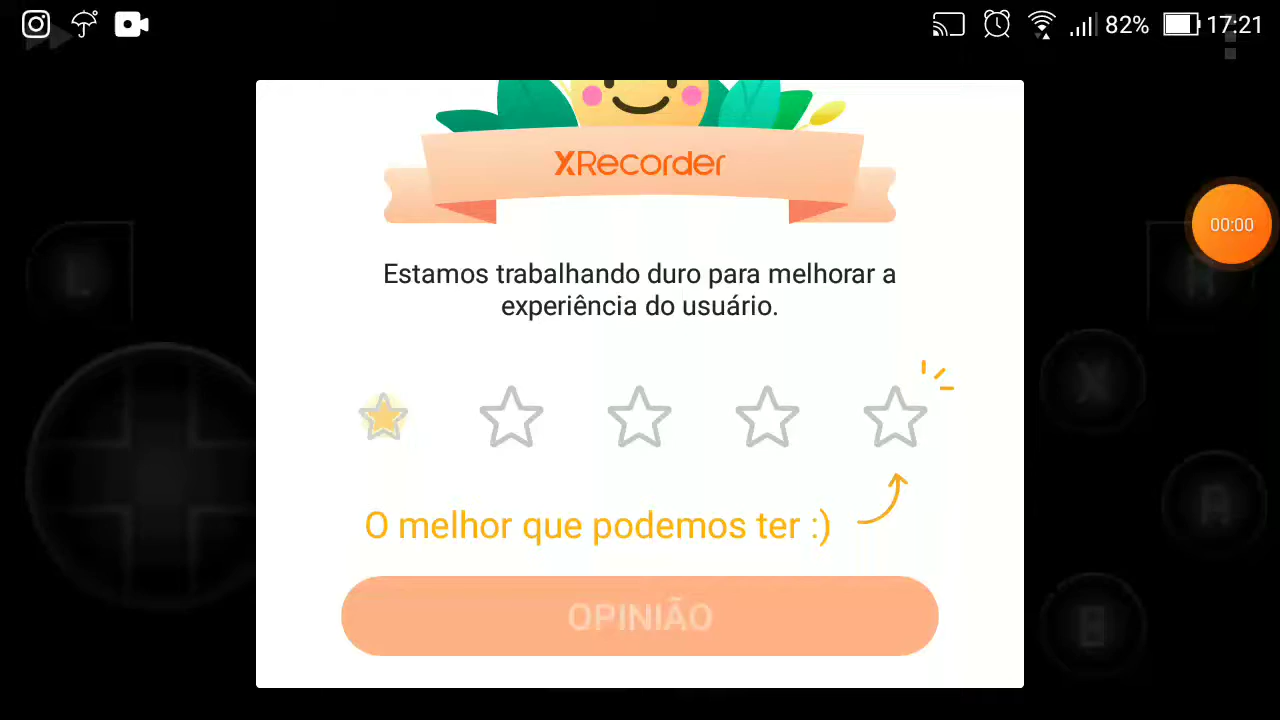 82% 17:21
XRecorder
00:00
Estamos trabalhando duro para melhorar a
experiência do usuário.
L
X
O melhor que podemos ter :)
A
OPINIÃO
B